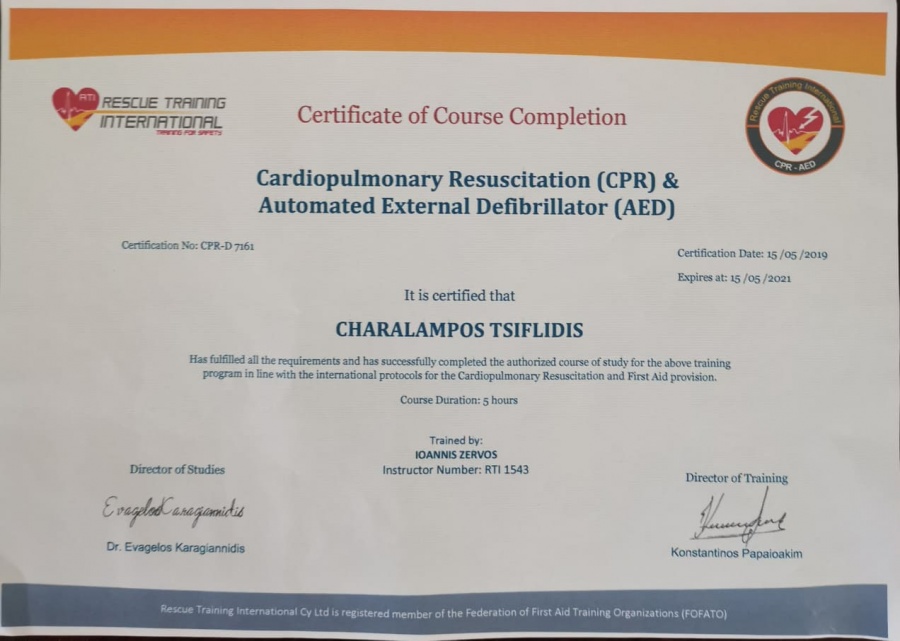 RTI
RESCUE TRAINING
INTERNATIONAL
TRAINING FOR SAFETY
Certificate of Course Completion
Rescue Training International
CPR - AED
Cardiopulmonary Resuscitation (CPR) &
Automated External Defibrillator (AED)
Certification No: CPR-D 7161
Certification Date: 15 /05 /2019
Expires at: 15 /05 /2021
It is certified that
CHARALAMPOS TSIFLIDIS
Has fulfilled all the requirements and has successfully completed the authorized course of study for the above training
program in line with the international protocols for the Cardiopulmonary Resuscitation and First Aid provision.
Course Duration: 5 hours
Trained by:
IOANNIS ZERVOS
Instructor Number: RTI 1543
Director of Studies
Evagelos Karagiannidis
Dr. Evagelos Karagiannidis
Director of Training
Konstantinos Papaioakim
Rescue Training International Cy Ltd is registered member of the Federation of First Aid Training Organizations (FOFATO)